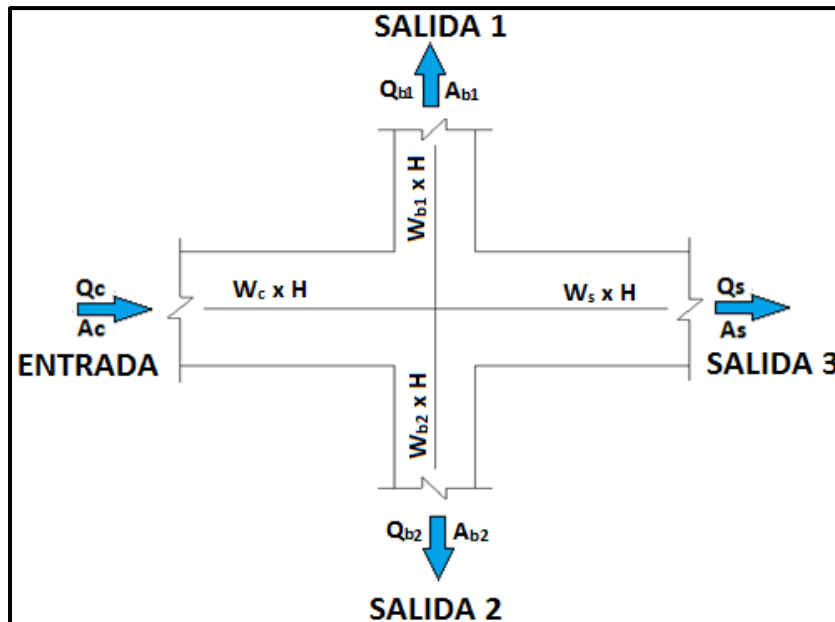 SALIDA 1
Qb1 Ab1
Wb1 x H
Qc
Ac
ENTRADA
Wc x H
Ws x H
Qs
As
SALIDA 3
Wb2 x H
Qb2 Ab2
SALIDA 2